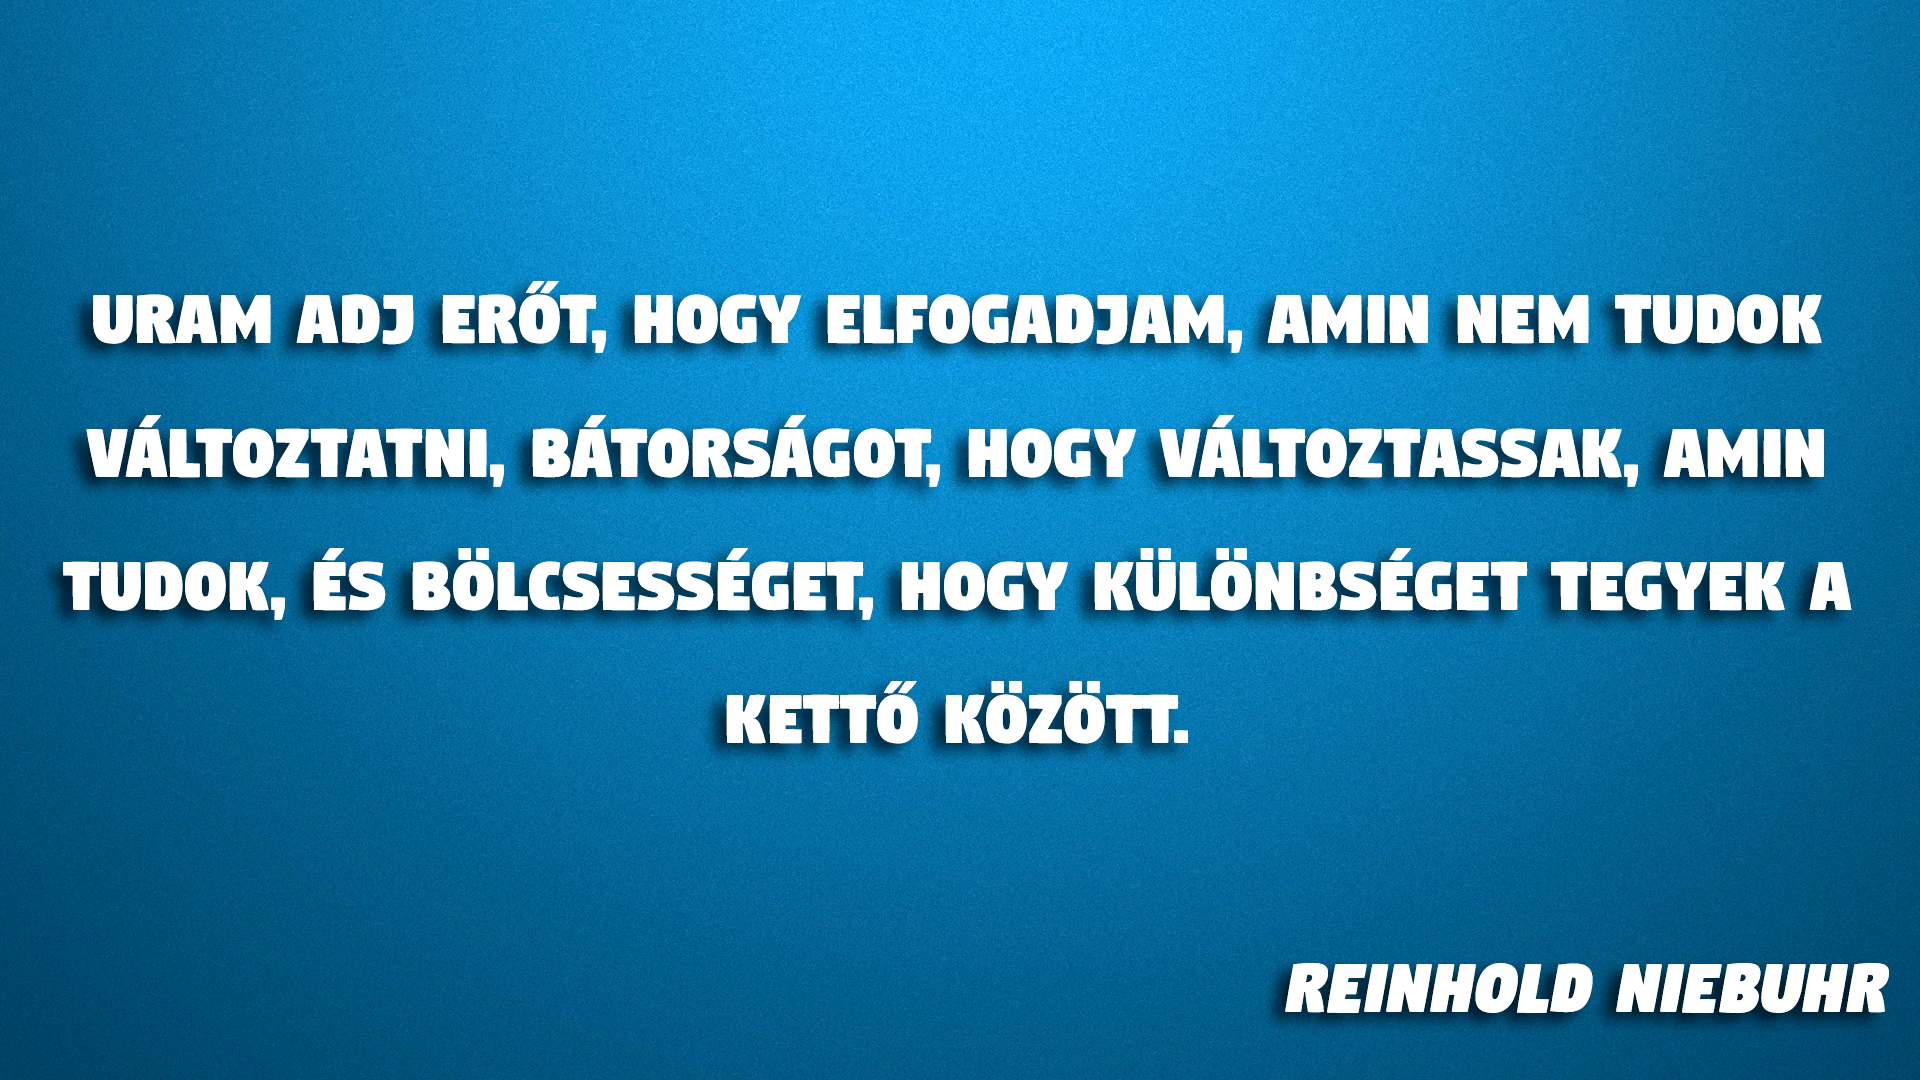 URAM ADJ ERŐT, HOGY ELFOGADJAM, AMIN NEM TUDOK
VÁLTOZTATNI, BÁTORSÁGOT, HOGY VÁLTOZTASSAK, AMIN
TUDOK, ÉS BÖLCSESSÉGET, HOGY KÜLÖNBSÉGET TEGYEK A
KETTŐ KÖZÖTT.
REINHOLD NIEBUHR